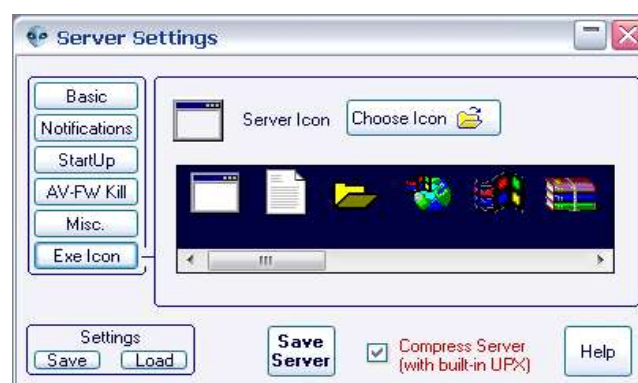 Server Settings
Basic
Notifications
StartUp
AV-FW Kill
Misc.
Exe Icon
Server Icon
Choose Icon
Settings
Save
Load
Save
Server
Compress Server
(with built-in UPX)
Help